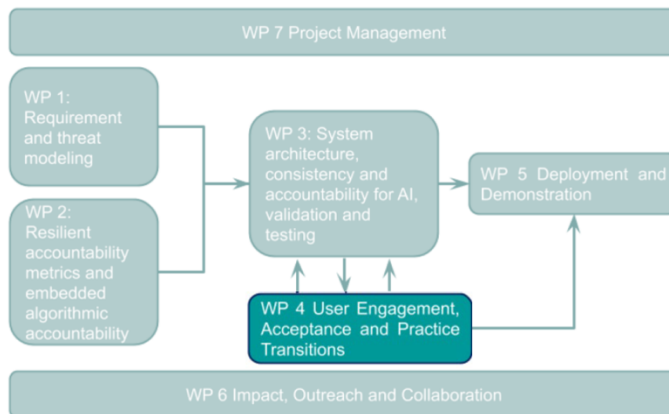 WP 7 Project Management
WP 1:
Requirement
and threat
modeling
WP 2:
Resilient
accountability
metrics and
embedded
algorithmic
accountability
WP 3: System
architecture,
consistency and
accountability for AI,
validation and
testing
WP 4 User Engagement,
Acceptance and Practice
Transitions
WP 5 Deployment and
Demonstration
WP 6 Impact, Outreach and Collaboration